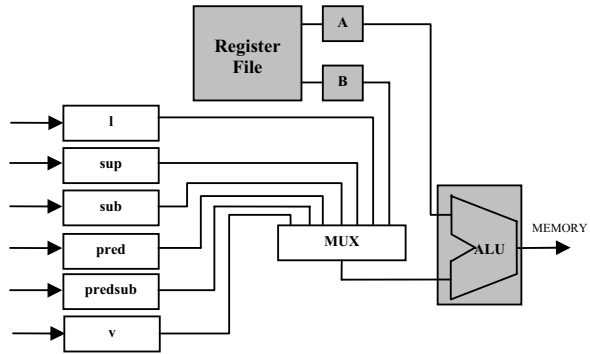 Register
File
A
B
l
sup
sub
pred
predsub
v
MUX
ALU
MEMORY